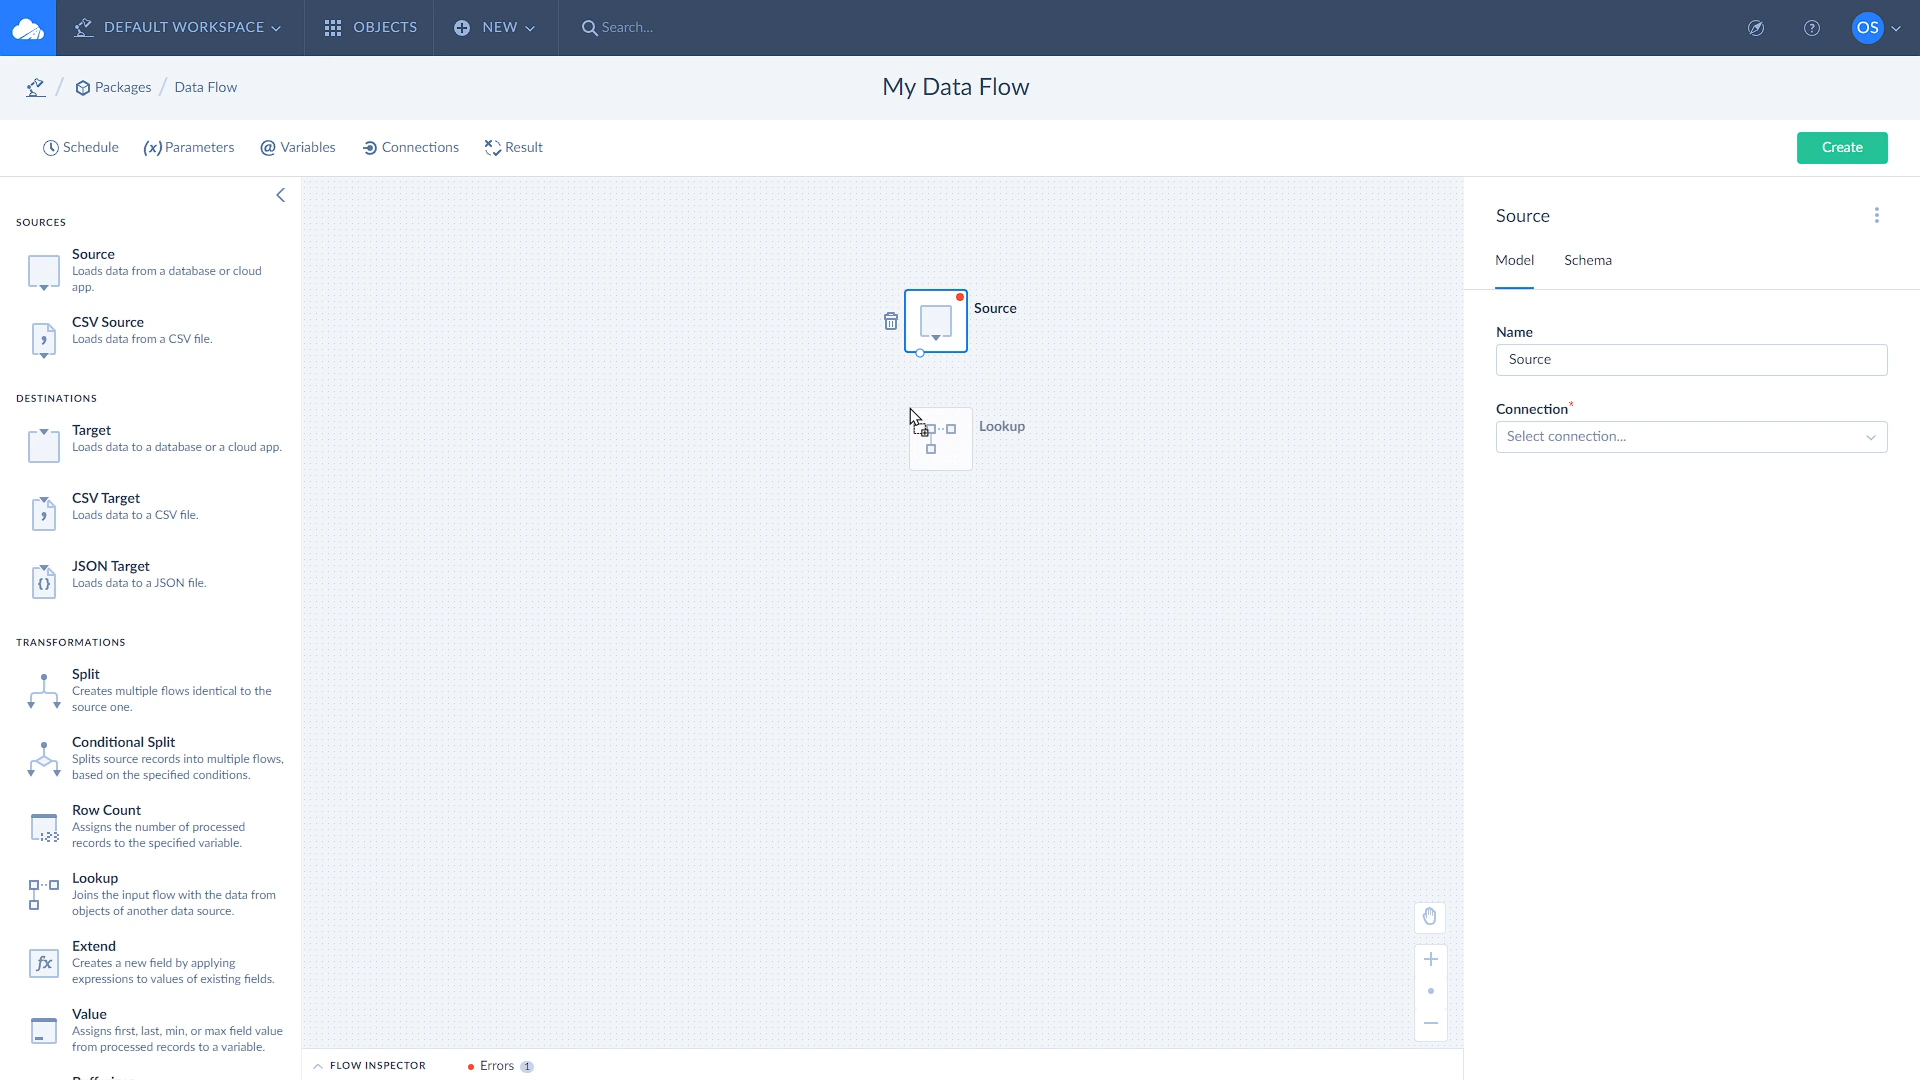 DEFAULT WORKSPACE
OBJECTS
NEW
Search...
OS
Packages
Data Flow
My Data Flow
Schedule
(x) Parameters
@ Variables
Connections
Result
Create
SOURCES
Source
Loads data from a database or cloud
app.
CSV Source
Loads data from a CSV file.
DESTINATIONS
Target
Loads data to a database or a cloud app.
CSV Target
Loads data to a CSV file.
JSON Target
Loads data to a JSON file.
TRANSFORMATIONS
Split
Creates multiple flows identical to the
source one.
Conditional Split
Splits source records into multiple flows,
based on the specified conditions.
Row Count
Assigns the number of processed
records to the specified variable.
Lookup
Joins the input flow with the data from
objects of another data source.
fx
Extend
Creates a new field by applying
expressions to values of existing fields.
Value
Assigns first, last, min, or max field value
from processed records to a variable.
Source
Lookup
FLOW INSPECTOR
Errors 1
Source
Model
Schema
Name
Source
Connection*
Select connection...